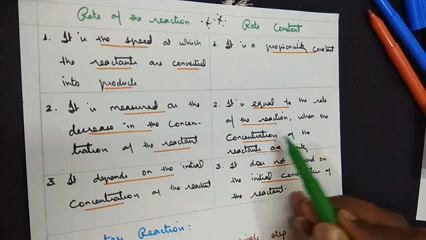 Rate of the reaction
Rate Constant
1. It is the speed at which
the reactants are converted
into products
1. It is a propionality constant
2. It is measured as the
decrease in the concen-
tration of the reactant
2. It is equal to the rate
of the reaction, when the
Concentration of the
reactants are
3. It depends on the initial
Concentration of the reactant
3. It does not on
the initial of
the reactant.
Reaction:
step